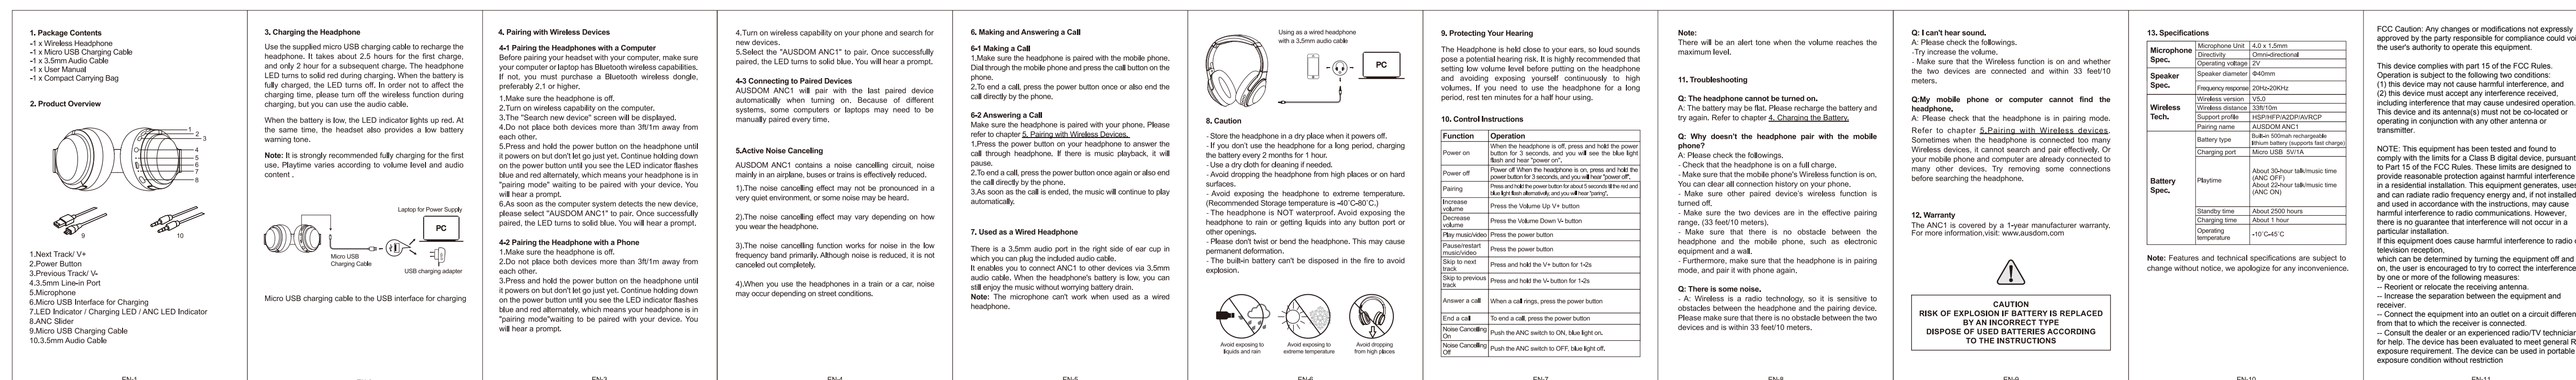 1. Package Contents
-1 x Wireless Headphone
-1 x Micro USB Charging Cable
-1 x 3.5mm Audio Cable
-1 x User Manual
-1 x Compact Carrying Bag
2. Product Overview
1
2
3
4
5
6
7
8
9
10
1.Next Track/ V+
2.Power Button
3.Previous Track/ V-
4.3.5mm Line-in Port
5.Microphone
6.Micro USB Interface for Charging
7.LED Indicator / Charging LED / ANC LED Indicator
8.ANC Slider
9.Micro USB Charging Cable
10.3.5mm Audio Cable
EN-1
3. Charging the Headphone
Use the supplied micro USB charging cable to recharge the
headphone. It takes about 2.5 hours for the first charge,
and only 2 hour for a subsequent charge. The headphone
LED turns to solid red during charging. When the battery is
fully charged, the LED turns off. In order not to affect the
charging time, please turn off the wireless function during
charging, but you can use the audio cable.
When the battery is low, the LED indicator lights up red. At
the same time, the headset also provides a low battery
warning tone.
Note: It is strongly recommended fully charging for the first
use. Playtime varies according to volume level and audio
content .
Laptop for Power Supply
PC
Micro USB
Charging Cable
USB charging adapter
Micro USB charging cable to the USB interface for charging
4. Pairing with Wireless Devices
4-1 Pairing the Headphones with a Computer
Before pairing your headset with your computer, make sure
your computer or laptop has Bluetooth wireless capabilities.
If not, you must purchase a Bluetooth wireless dongle,
preferably 2.1 or higher.
1.Make sure the headphone is off.
2.Turn on wireless capability on the computer.
3.The "Search new device" screen will be displayed.
4.Do not place both devices more than 3ft/1m away from
each other.
5.Press and hold the power button on the headphone until
it powers on but don't let go just yet. Continue holding down
on the power button until you see the LED indicator flashes
blue and red alternately, which means your headphone is in
"pairing mode" waiting to be paired with your device. You
will hear a prompt.
6.As soon as the computer system detects the new device,
please select "AUSDOM ANC1" to pair. Once successfully
paired, the LED turns to solid blue. You will hear a prompt.
4-2 Pairing the Headphone with a Phone
1.Make sure the headphone is off.
2.Do not place both devices more than 3ft/1m away from
each other.
3.Press and hold the power button on the headphone until
it powers on but don't let go just yet. Continue holding down
on the power button until you see the LED indicator flashes
blue and red alternately, which means your headphone is in
"pairing mode"waiting to be paired with your device. You
will hear a prompt.
EN-3
4.Turn on wireless capability on your phone and search for
new devices.
5.Select the "AUSDOM ANC1" to pair. Once successfully
paired, the LED turns to solid blue. You will hear a prompt.
4-3 Connecting to Paired Devices
AUSDOM ANC1 will pair with the last paired device
automatically when turning on. Because of different
systems, some computers or laptops may need to be
manually paired every time.
5.Active Noise Cancelling
AUSDOM ANC1 contains a noise cancelling circuit, noise
mainly in an airplane, buses or trains is effectively reduced.
1).The noise cancelling effect may not be pronounced in a
very quiet environment, or some noise may be heard.
2).The noise cancelling effect may vary depending on how
you wear the headphone.
3).The noise cancelling function works for noise in the low
frequency band primarily. Although noise is reduced, it is not
canceled out completely.
4).When you use the headphones in a train or a car, noise
may occur depending on street conditions.
EN-4
6. Making and Answering a Call
6-1 Making a Call
1.Make sure the headphone is paired with the mobile phone.
Dial through the mobile phone and press the call button on the
phone.
2.To end a call, press the power button once or also end the
call directly by the phone.
6-2 Answering a Call
Make sure the headphone is paired with your phone. Please
refer to chapter 5. Pairing with Wireless Devices.
1.Press the power button on your headphone to answer the
call through headphone. If there is music playback, it will
pause.
2.To end a call, press the power button once again or also end
the call directly by the phone.
3.As soon as the call is ended, the music will continue to play
automatically.
7. Used as a Wired Headphone
There is a 3.5mm audio port in the right side of ear cup in
which you can plug the included audio cable.
It enables you to connect ANC1 to other devices via 3.5mm
audio cable. When the headphone's battery is low, you can
still enjoy the music without worrying battery drain.
Note: The microphone can't work when used as a wired
headphone.
EN-5
Using as a wired headphone
with a 3.5mm audio cable
PC
8. Caution
- Store the headphone in a dry place when it powers off.
- If you don't use the headphone for a long period, charging
the battery every 2 months for 1 hour.
- Use a dry cloth for cleaning if needed.
- Avoid dropping the headphone from high places or on hard
surfaces.
- Avoid exposing the headphone to extreme temperature.
(Recommended Storage temperature is -40˚C-80˚C.)
- The headphone is NOT waterproof. Avoid exposing the
headphone to rain or getting liquids into any button port or
other openings.
- Please don't twist or bend the headphone. This may cause
permanent deformation.
- The built-in battery can't be disposed in the fire to avoid
explosion.
Avoid exposing to
liquids and rain
Avoid exposing to
extreme temperature
Avoid dropping
from high places
EN-6
9. Protecting Your Hearing
The Headphone is held close to your ears, so loud sounds
pose a potential hearing risk. It is highly recommended that
setting low volume level before putting on the headphone
and avoiding exposing yourself continuously to high
volumes. If you need to use the headphone for a long
period, rest ten minutes for a half hour using.
10. Control Instructions
Function Operation
Power on When the headphone is off, press and hold the power
button for 3 seconds, and you will see the blue light
flash and hear "power on".
Power off Power off When the headphone is on, press and hold the
power button for 3 seconds, and you will hear "power off".
Pairing Press and hold the power button for about 5 seconds till the red and
blue light flash alternatively, and you will hear "pairing".
Increase
volume Press the Volume Up V+ button
Decrease
volume Press the Volume Down V- button
Play music/video Press the power button
Pause/restart
music/video Press the power button
Skip to next
track Press and hold the V+ button for 1-2s
Skip to previous
track Press and hold the V- button for 1-2s
Answer a call When a call rings, press the power button
End a call To end a call, press the power button
Noise Cancelling
On Push the ANC switch to ON, blue light on.
Noise Cancelling
Off Push the ANC switch to OFF, blue light off.
EN-7
Note:
There will be an alert tone when the volume reaches the
maximum level.
11. Troubleshooting
Q: The headphone cannot be turned on.
A: The battery may be flat. Please recharge the battery and
try again. Refer to chapter 4. Charging the Battery.
Q: Why doesn't the headphone pair with the mobile
phone?
A: Please check the followings.
- Check that the headphone is on a full charge.
- Make sure that the mobile phone's Wireless function is on.
You can clear all connection history on your phone.
- Make sure other paired device's wireless function is
turned off.
- Make sure the two devices are in the effective pairing
range. (33 feet/10 meters).
- Make sure that there is no obstacle between the
headphone and the mobile phone, such as electronic
equipment and a wall.
- Furthermore, make sure that the headphone is in pairing
mode, and pair it with phone again.
Q: There is some noise.
- A: Wireless is a radio technology, so it is sensitive to
obstacles between the headphone and the pairing device.
Please make sure that there is no obstacle between the two
devices and is within 33 feet/10 meters.
EN-8
Q: I can't hear sound.
A: Please check the followings.
-Try increase the volume.
- Make sure that the Wireless function is on and whether
the two devices are connected and within 33 feet/10
meters.
Q:My mobile phone or computer cannot find the
headphone.
A: Please check that the headphone is in pairing mode.
Refer to chapter 5.Pairing with Wireless devices.
Sometimes when the headphone is connected too many
Wireless devices, it cannot search and pair effectively. Or
your mobile phone and computer are already connected to
many other devices. Try removing some connections
before searching the headphone.
12. Warranty
The ANC1 is covered by a 1-year manufacturer warranty.
For more information,visit: www.ausdom.com
CAUTION
RISK OF EXPLOSION IF BATTERY IS REPLACED
BY AN INCORRECT TYPE
DISPOSE OF USED BATTERIES ACCORDING
TO THE INSTRUCTIONS
EN-9
13. Specifications
Microphone
Spec.
Microphone Unit 4.0 x 1.5mm
Directivity Omni-directional
Operating voltage 2V
Speaker
Spec.
Speaker diameter Φ40mm
Frequency response 20Hz-20KHz
Wireless
Tech.
Wireless version V5.0
Wireless distance 33ft/10m
Support profile HSP/HFP/A2DP/AVRCP
Pairing name AUSDOM ANC1
Battery
Spec.
Battery type Built-in 500mah rechargeable
lithium battery (supports fast charge)
Charging port Micro USB 5V/1A
Playtime About 30-hour talk/music time
(ANC OFF)
About 22-hour talk/music time
(ANC ON)
Standby time About 2500 hours
Charging time About 1 hour
Operating
temperature -10˚C-45˚C
Note: Features and technical specifications are subject to
change without notice, we apologize for any inconvenience.
EN-10
FCC Caution: Any changes or modifications not expressly
approved by the party responsible for compliance could voi
the user's authority to operate this equipment.
This device complies with part 15 of the FCC Rules.
Operation is subject to the following two conditions:
(1) this device may not cause harmful interference, and
(2) this device must accept any interference received,
including interference that may cause undesired operation.
This device and its antenna(s) must not be co-located or
operating in conjunction with any other antenna or
transmitter.
NOTE: This equipment has been tested and found to
comply with the limits for a Class B digital device, pursuant
to Part 15 of the FCC Rules. These limits are designed to
provide reasonable protection against harmful interference
in a residential installation. This equipment generates, uses
and can radiate radio frequency energy and, if not installed
and used in accordance with the instructions, may cause
harmful interference to radio communications. However,
there is no guarantee that interference will not occur in a
particular installation.
If this equipment does cause harmful interference to radio o
television reception,
which can be determined by turning the equipment off and
on, the user is encouraged to try to correct the interference
by one or more of the following measures:
-- Reorient or relocate the receiving antenna.
-- Increase the separation between the equipment and
receiver.
-- Connect the equipment into an outlet on a circuit differen
from that to which the receiver is connected.
-- Consult the dealer or an experienced radio/TV technician
for help. The device has been evaluated to meet general R
exposure requirement. The device can be used in portable
exposure condition without restriction
EN-11